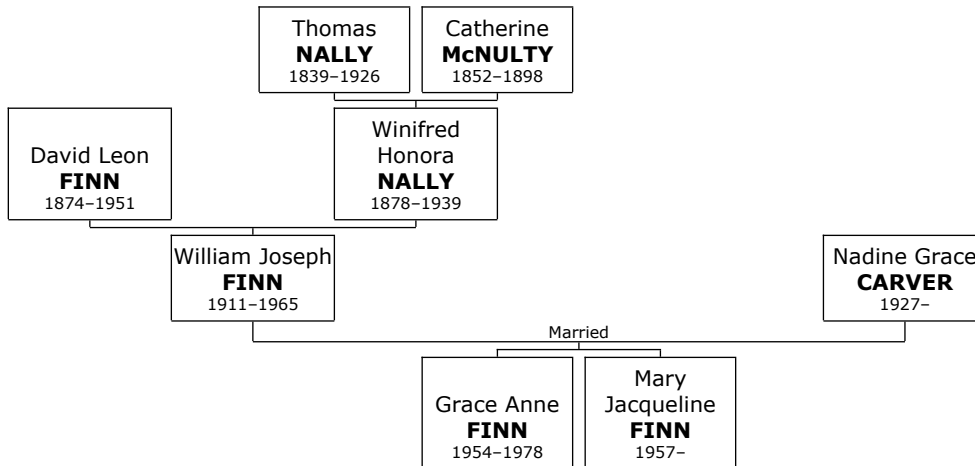 Thomas
NALLY
1839–1926
Catherine
McNULTY
1852–1898
David Leon
FINN
1874–1951
Winifred
Honora
NALLY
1878–1939
William Joseph
FINN
1911–1965
Nadine Grace
CARVER
1927–
Married
Grace Anne
FINN
1954–1978
Mary
Jacqueline
FINN
1957–